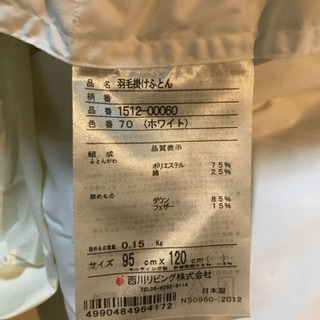 品名 羽毛掛けふとん
柄番
品番 1512-00060
色番 70 (ホワイト)
品質表示
組成
ふとんがわ
ポリエステル 75%
綿 25%
詰めもの
ダウン 85%
フェザー 15%
詰めもの重量 0.15 Kg
サイズ 95 cm x 120 cm
西川リビング株式会社
日本製
N50960-2012
4990484954172